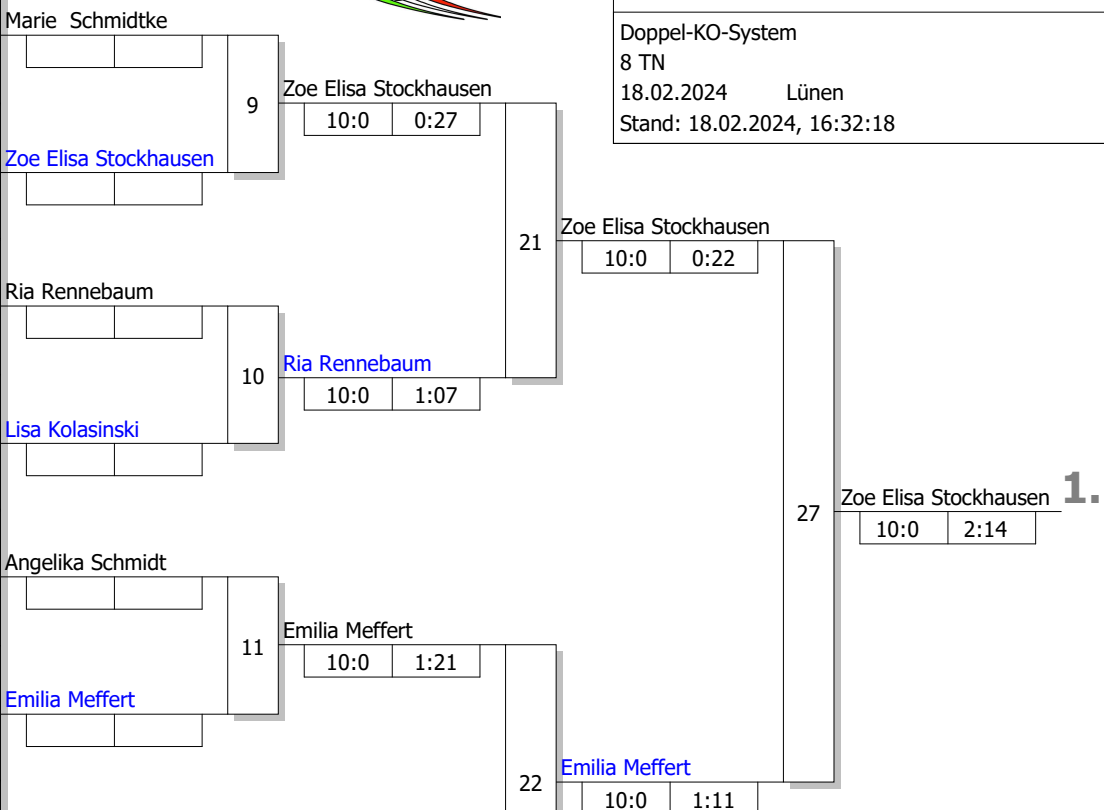 Doppel-KO-System
8 TN
18.02.2024 Lünen
Stand: 18.02.2024, 16:32:18
Marie Schmidtke
9
Zoe Elisa Stockhausen
10:0 0:27
Zoe Elisa Stockhausen
21
Zoe Elisa Stockhausen
10:0 0:22
Ria Rennebaum
10
Ria Rennebaum
10:0 1:07
Lisa Kolasinski
27
Zoe Elisa Stockhausen 1.
10:0 2:14
Angelika Schmidt
11
Emilia Meffert
10:0 1:21
Emilia Meffert
22
Emilia Meffert
10:0 1:11